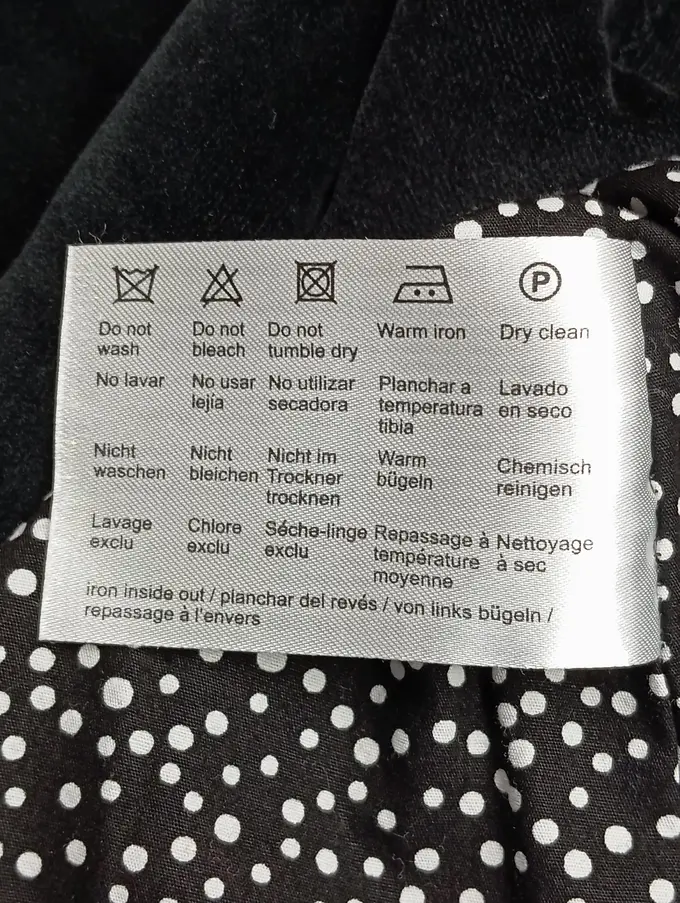 P
Do not Do not Do not Warm iron Dry clean
wash bleach tumble dry
No lavar No usar No utilizar Planchar a Lavado
lejía secadora temperatura en seco
tibia
Nicht Nicht Nicht im Warm Chemisch
waschen bleichen Trockner bügeln reinigen
trocknen
Lavage Chlore Séche-linge Repassage à Nettoyage
exclu exclu exclu température à sec
moyenne
iron inside out / planchar del revés / von links bügeln /
repassage à l'envers